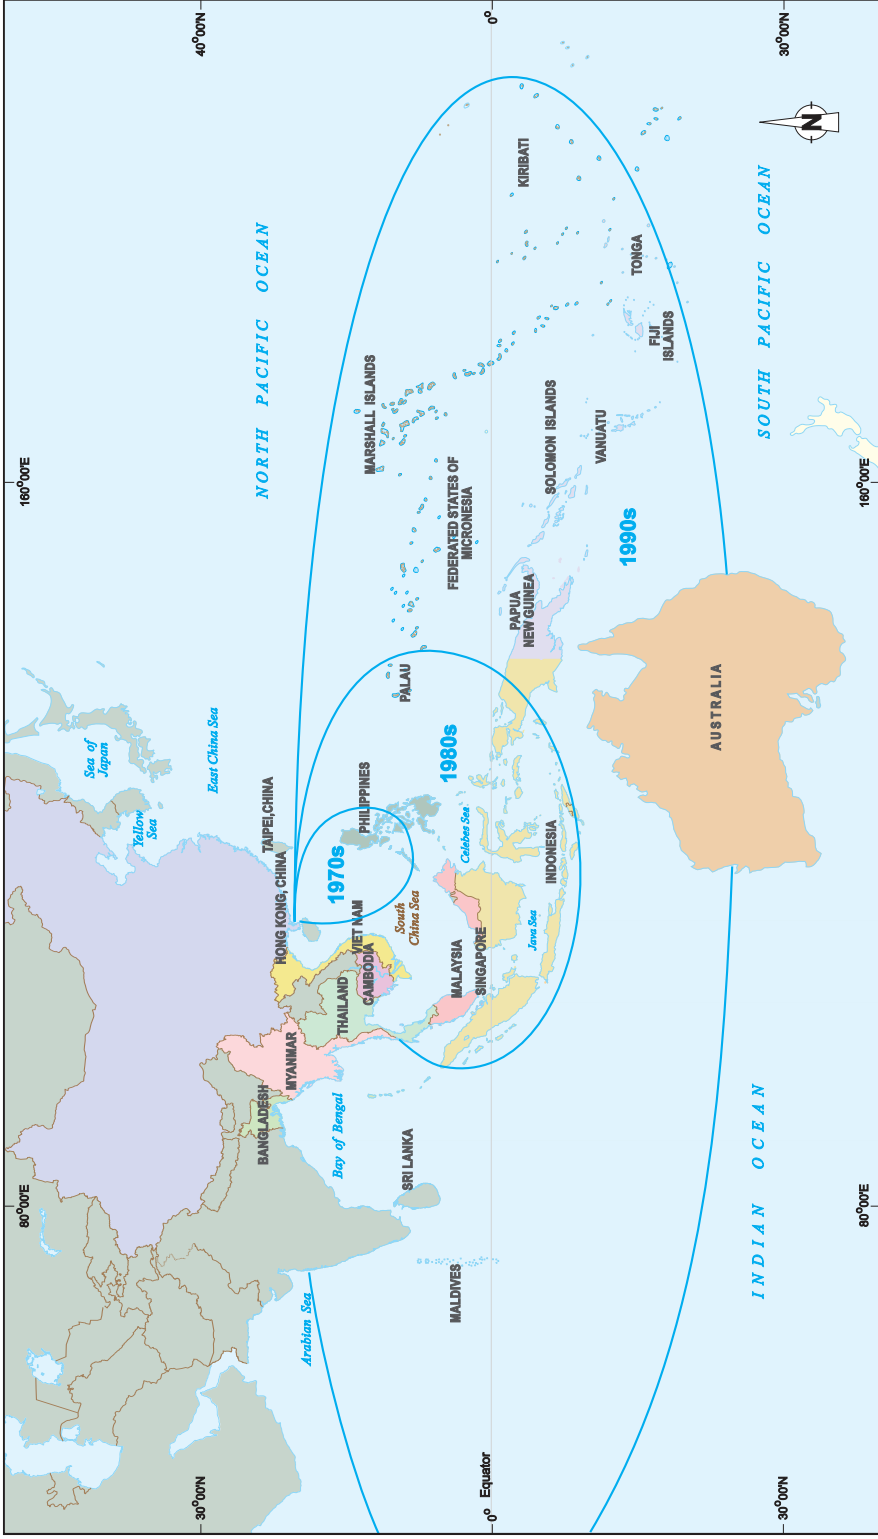 160°00'E
80°00'E
40°00'N
30°00'N
0°
Equator
0°
30°00'N
30°00'N
160°00'E
80°00'E
N
NORTH PACIFIC OCEAN
SOUTH PACIFIC OCEAN
INDIAN OCEAN
Sea of
Japan
Yellow
Sea
East China Sea
TAIPEI,CHINA
HONG KONG, CHINA
BANGLADESH
MYANMAR
THAILAND
VIET NAM
CAMBODIA
1970s
PHILIPPINES
South
China Sea
Bay of Bengal
Arabian Sea
SRI LANKA
MALDIVES
MALAYSIA
SINGAPORE
1980s
Celebes Sea
Java Sea
INDONESIA
PALAU
MARSHALL ISLANDS
FEDERATED STATES OF
MICRONESIA
PAPUA
NEW GUINEA
SOLOMON ISLANDS
VANUATU
1990s
KIRIBATI
TONGA
FIJI
ISLANDS
AUSTRALIA